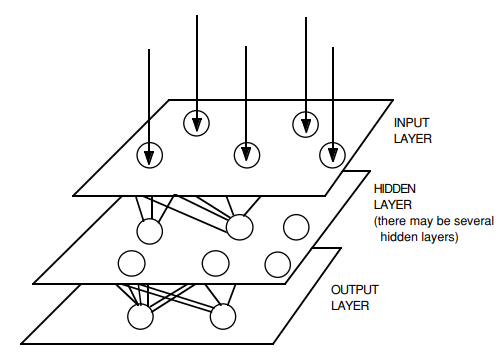 INPUT
LAYER
HIDDEN
LAYER
(there may be several
hidden layers)
OUTPUT
LAYER